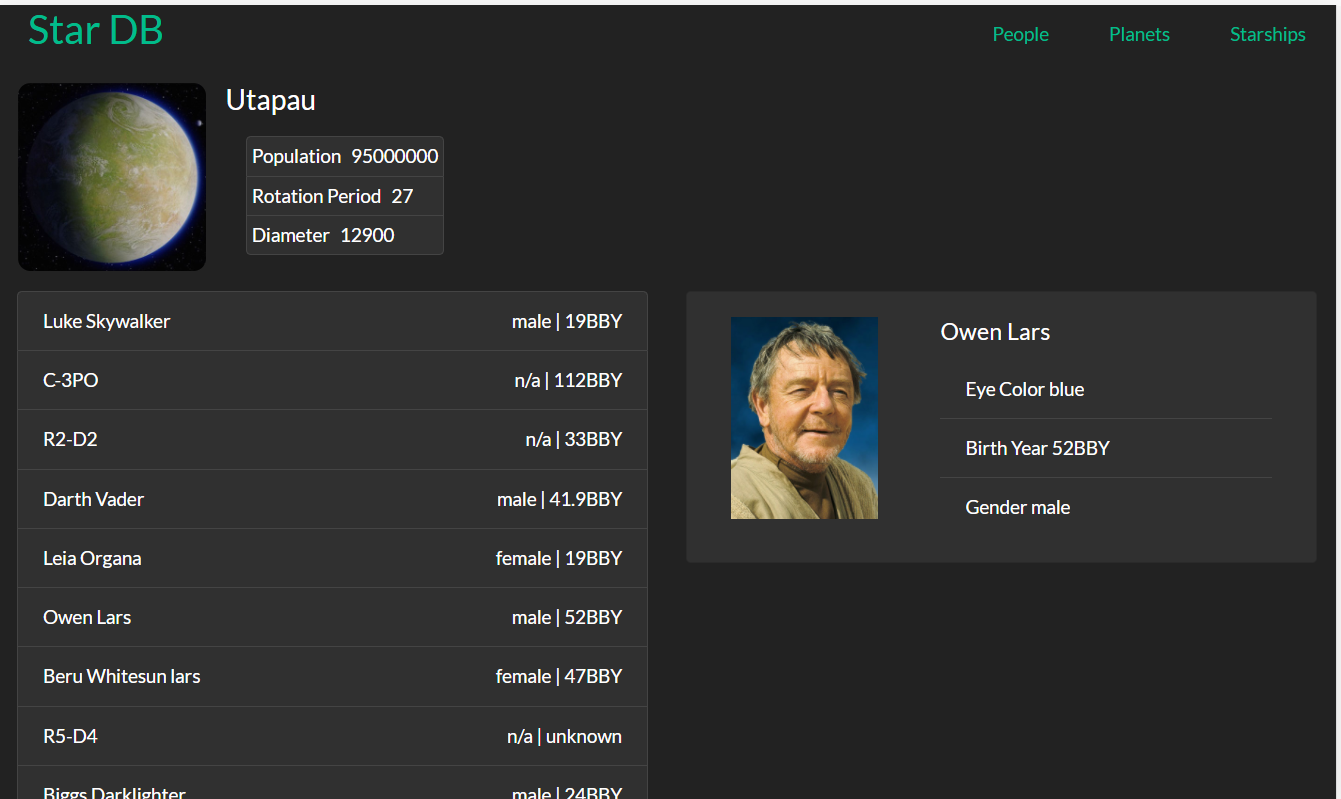 Star DB
People Planets Starships
Utapau
Population 95000000
Rotation Period 27
Diameter 12900
Luke Skywalker male | 19BBY
C-3PO n/a | 112BBY
R2-D2 n/a | 33BBY
Darth Vader male | 41.9BBY
Leia Organa female | 19BBY
Owen Lars male | 52BBY
Beru Whitesun lars female | 47BBY
R5-D4 n/a | unknown
Biggs Darklighter male | 24BBY
Owen Lars
Eye Color blue
Birth Year 52BBY
Gender male